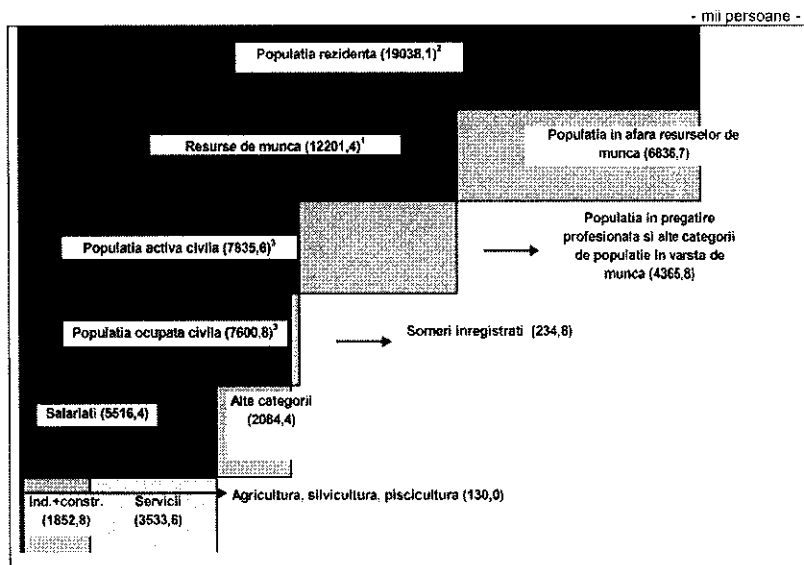 - mii persoane -
Populatia rezidenta (19038,1)²
Resurse de munca (12201,4)¹
Populatia in afara resurselor de
munca (6836,7)
Populatia activa civila (7835,6)³
Populatia in pregatire
profesionala si alte categorii
de populatie in varsta de
munca (4365,8)
Populatia ocupata civila (7600,8)³
Someri inregistrati (234,8)
Salariati (5516,4)
Alte categorii
(2084,4)
Agricultura, silvicultura, piscicultura (130,0)
Ind.+constr.
(1852,8)
Servicii
(3533,6)